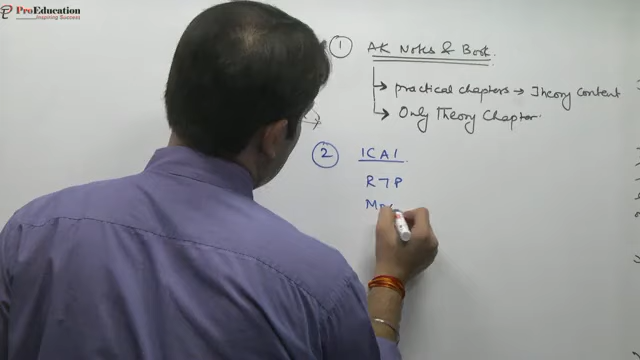 ProEducation
Inspiring Success
1 AK Notes & Book.
practical chapters → Theory Content
Only Theory Chapter.
2 ICAI
RTP